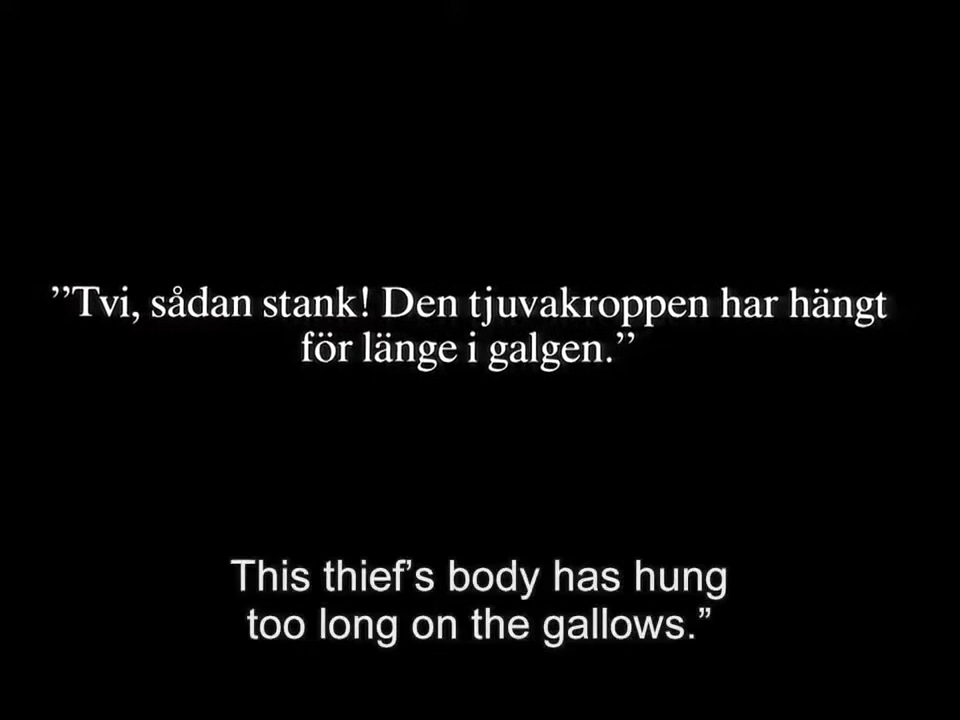 ”Tvi, sådan stank! Den tjuvakroppen har hängt
för länge i galgen.”
This thief’s body has hung
too long on the gallows.”